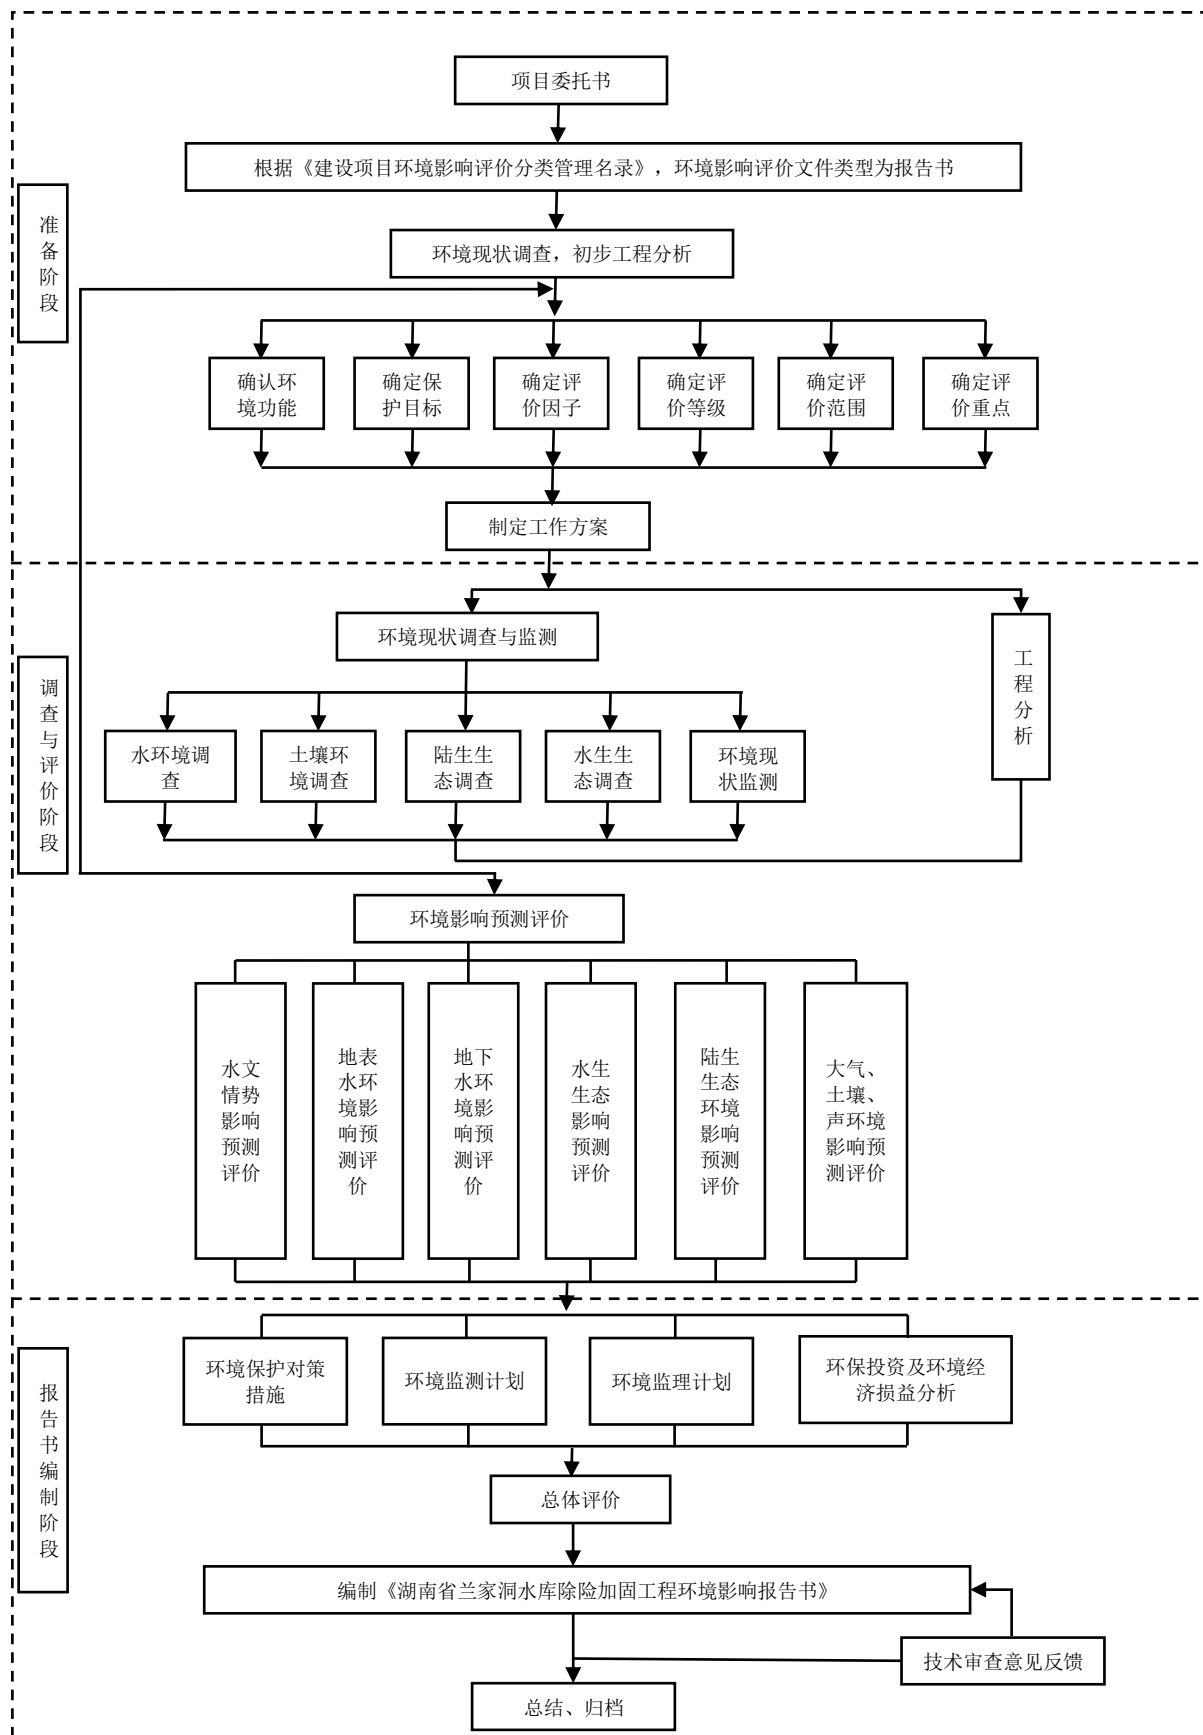 项目委托书
根据《建设项目环境影响评价分类管理名录》，环境影响评价文件类型为报告书
准
备
阶
段
环境现状调查，初步工程分析
确认环
境功能
确定保
护目标
确定评
价因子
确定评
价等级
确定评
价范围
确定评
价重点
制定工作方案
调
查
与
评
价
阶
段
环境现状调查与监测
工
程
分
析
水环境调
查
土壤环
境调查
陆生生
态调查
水生生
态调查
环境现
状监测
环境影响预测评价
水文
情势
影响
预测
评价
地表
水环
境影
响预
测评
价
地下
水环
境影
响预
测评
价
水生
生态
影响
预测
评价
陆生
生态
环境
影响
预测
评价
大气、
土壤、
声环境
影响预
测评价
报
告
书
编
制
阶
段
环境保护对策
措施
环境监测计划
环境监理计划
环保投资及环境经
济损益分析
总体评价
编制《湖南省兰家洞水库除险加固工程环境影响报告书》
技术审查意见反馈
总结、归档